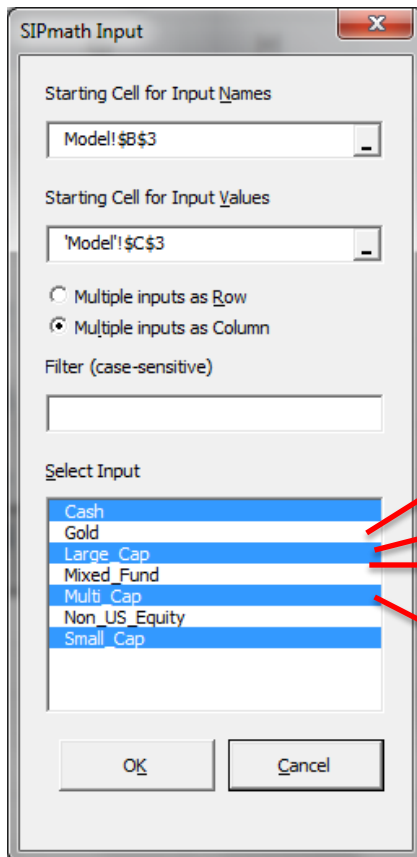 SIPmath Input
Starting Cell for Input Names
Model!$B$3
Starting Cell for Input Values
'Model'!$C$3
Multiple inputs as Row
Multiple inputs as Column
Filter (case-sensitive)
Select Input
Cash
Gold
Large_Cap
Mixed_Fund
Multi_Cap
Non_US_Equity
Small_Cap
OK
Cancel